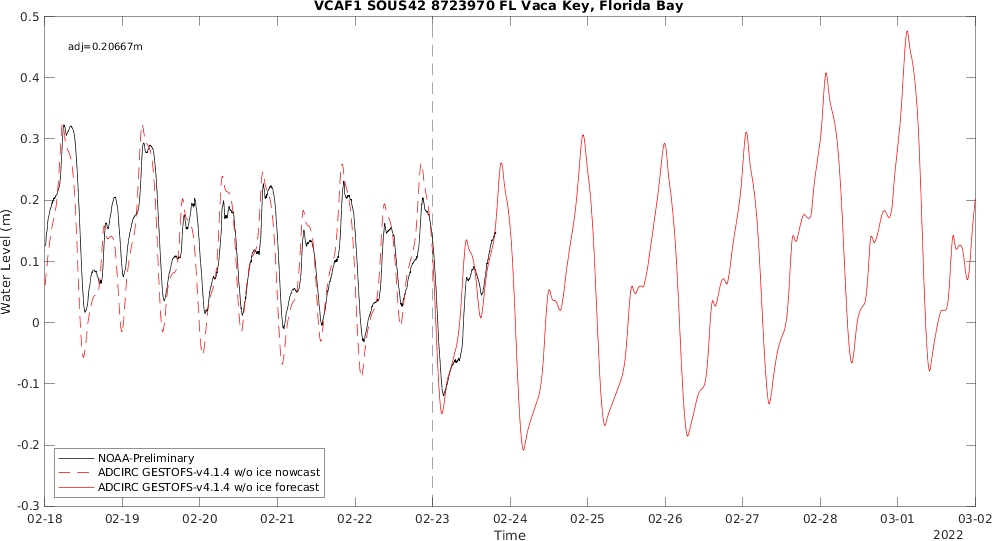 VCAF1 SOUS42 8723970 FL Vaca Key, Florida Bay
adj=0.20667m
0.5
0.4
0.3
0.2
0.1
0
-0.1
-0.2
-0.3
Water Level (m)
NOAA-Preliminary
ADCIRC GESTOFS-v4.1.4 w/o ice nowcast
ADCIRC GESTOFS-v4.1.4 w/o ice forecast
02-18 02-19 02-20 02-21 02-22 02-23 02-24 02-25 02-26 02-27 02-28 03-01 03-02
Time
2022